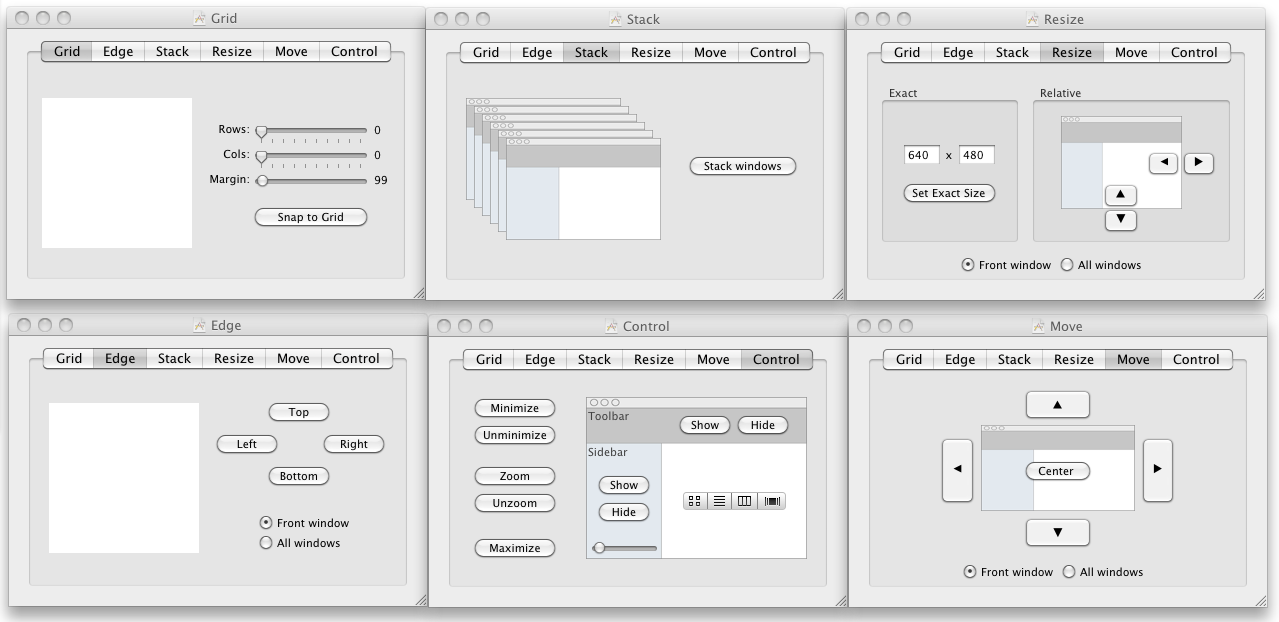 Grid
Grid Edge Stack Resize Move Control
Rows: 0
Cols: 0
Margin: 99
Snap to Grid
Stack
Grid Edge Stack Resize Move Control
Stack windows
Resize
Grid Edge Stack Resize Move Control
Exact Relative
640 x 480
Set Exact Size
Front window All windows
Edge
Grid Edge Stack Resize Move Control
Top
Left Right
Bottom
Front window
All windows
Control
Grid Edge Stack Resize Move Control
Minimize
Unminimize
Zoom
Unzoom
Maximize
Toolbar Show Hide
Sidebar
Show
Hide
Move
Grid Edge Stack Resize Move Control
Center
Front window All windows